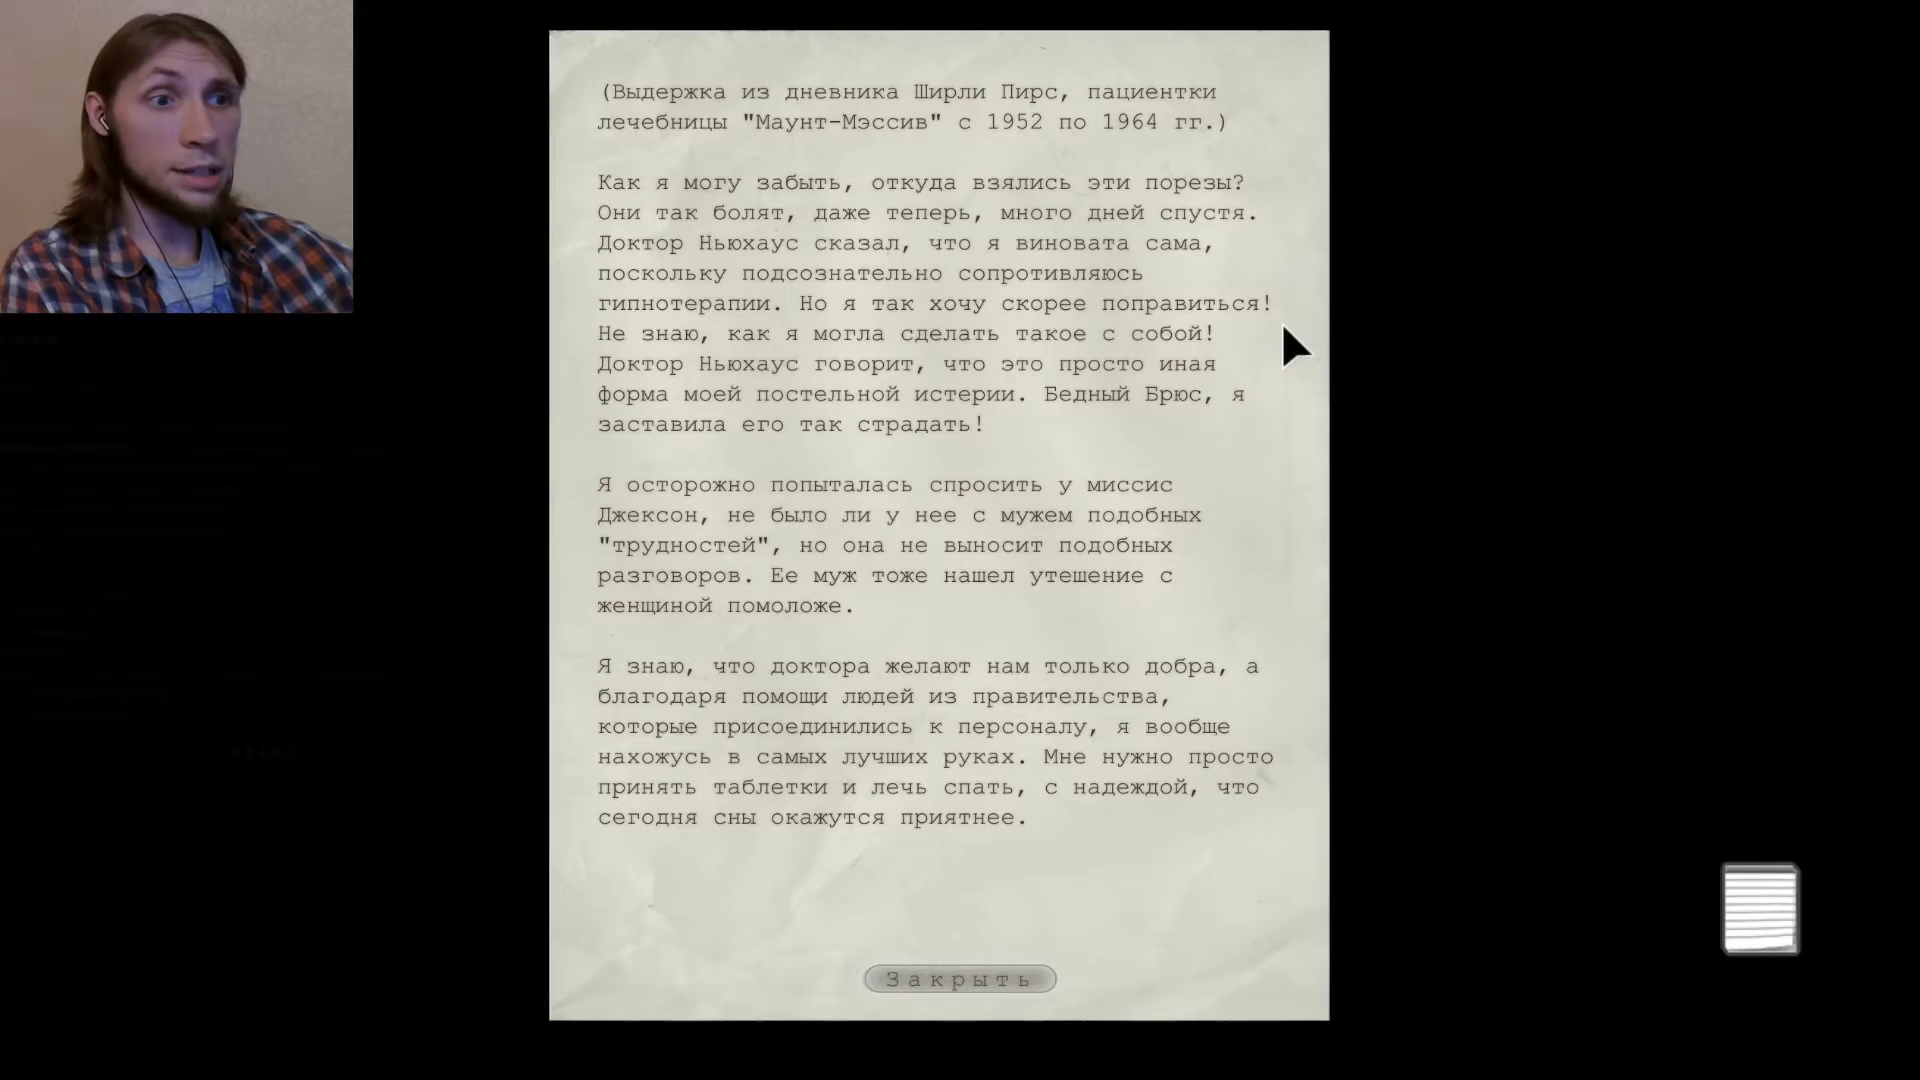 (Выдержка из дневника Ширли Пирс, пациентки
лечебницы "Маунт-Мэссив" с 1952 по 1964 гг.)
Как я могу забыть, откуда взялись эти порезы?
Они так болят, даже теперь, много дней спустя.
Доктор Ньюхаус сказал, что я виновата сама,
поскольку подсознательно сопротивляюсь
гипнотерапии. Но я так хочу скорее поправиться!
Не знаю, как я могла сделать такое с собой!
Доктор Ньюхаус говорит, что это просто иная
форма моей постельной истерии. Бедный Брюс, я
заставила его так страдать!
Я осторожно попыталась спросить у миссис
Джексон, не было ли у нее с мужем подобных
"трудностей", но она не выносит подобных
разговоров. Ее муж тоже нашел утешение с
женщиной помоложе.
Я знаю, что доктора желают нам только добра, а
благодаря помощи людей из правительства,
которые присоединились к персоналу, я вообще
нахожусь в самых лучших руках. Мне нужно просто
принять таблетки и лечь спать, с надеждой, что
сегодня сны окажутся приятнее.
Закрыть